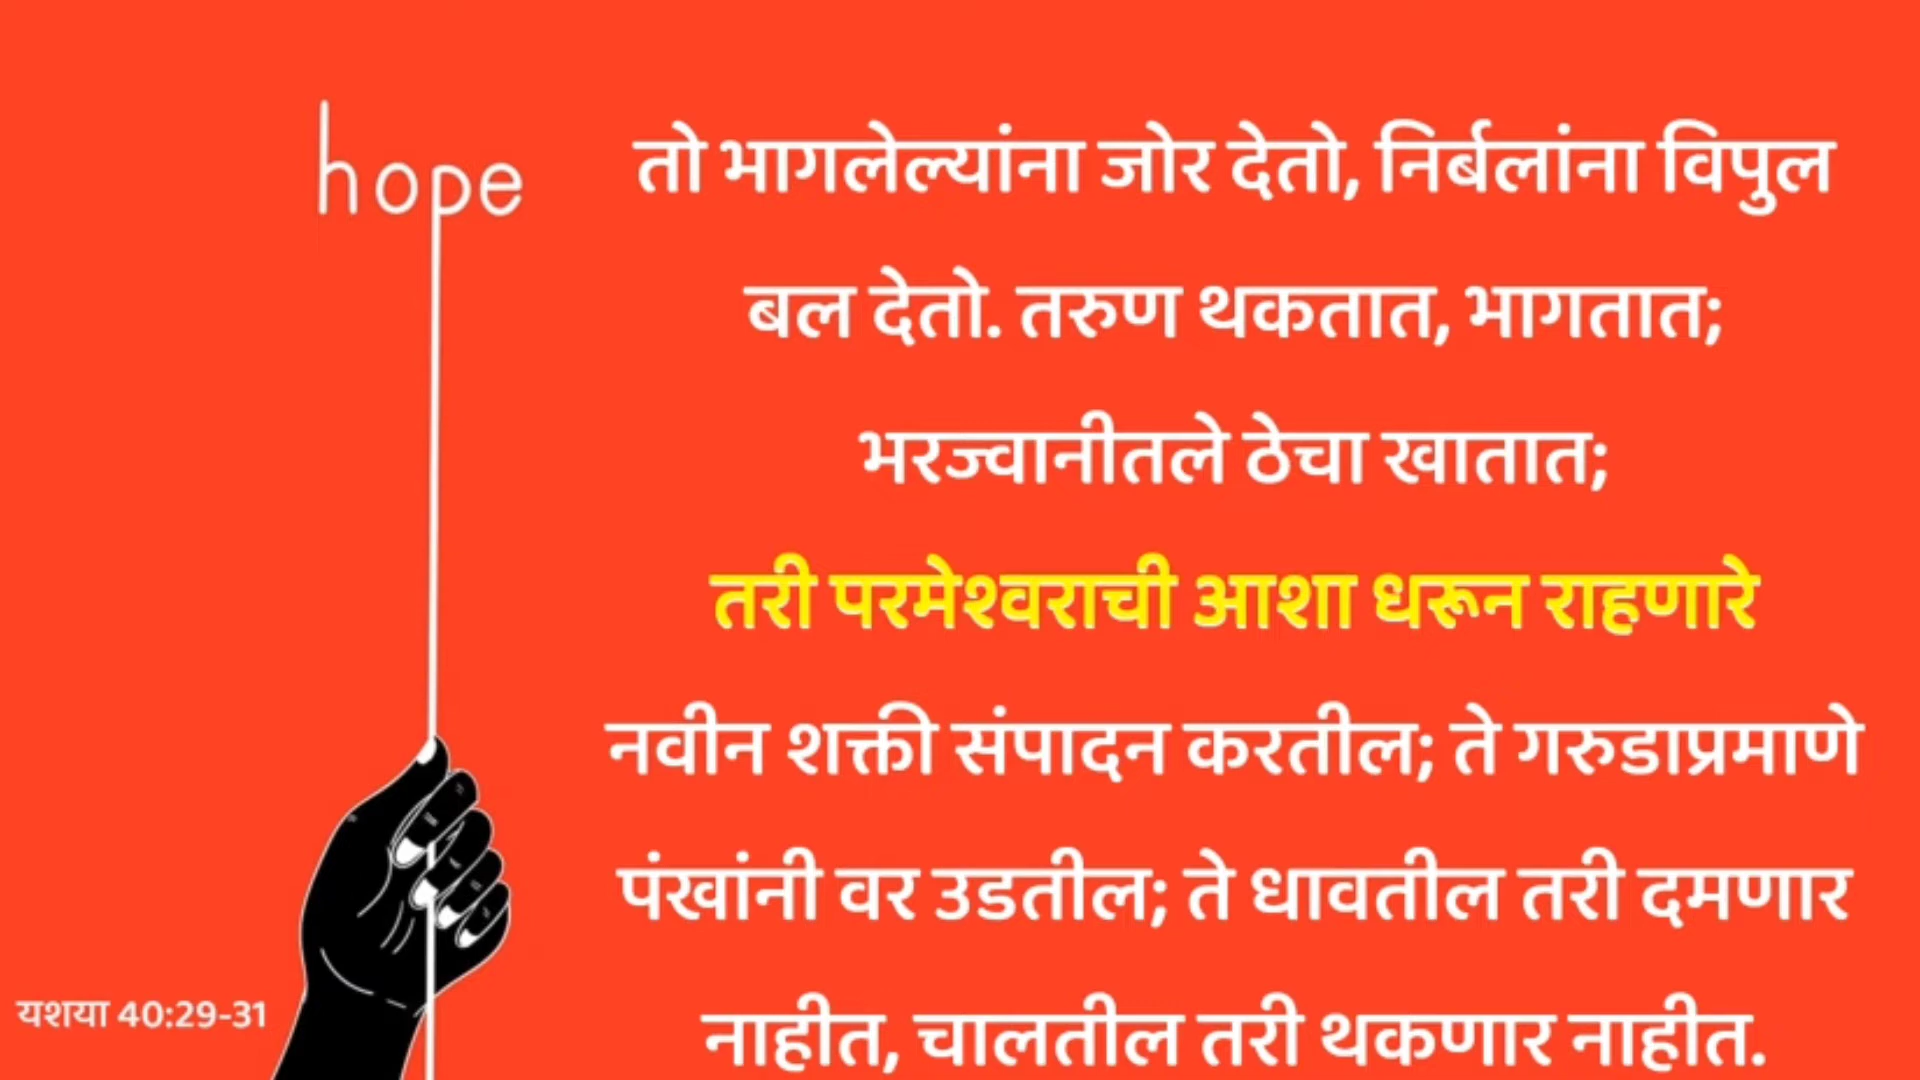 hope
तो भागलेल्यांना जोर देतो, निर्बलांना विपुल
बल देतो. तरुण थकतात, भागतात;
भरज्वानीतले ठेचा खातात;
तरी परमेश्वराची आशा धरून राहणारे
नवीन शक्ती संपादन करतील; ते गरुडाप्रमाणे
पंखांनी वर उडतील; ते धावतील तरी दमणार
नाहीत, चालतील तरी थकणार नाहीत.
यशया 40:29-31